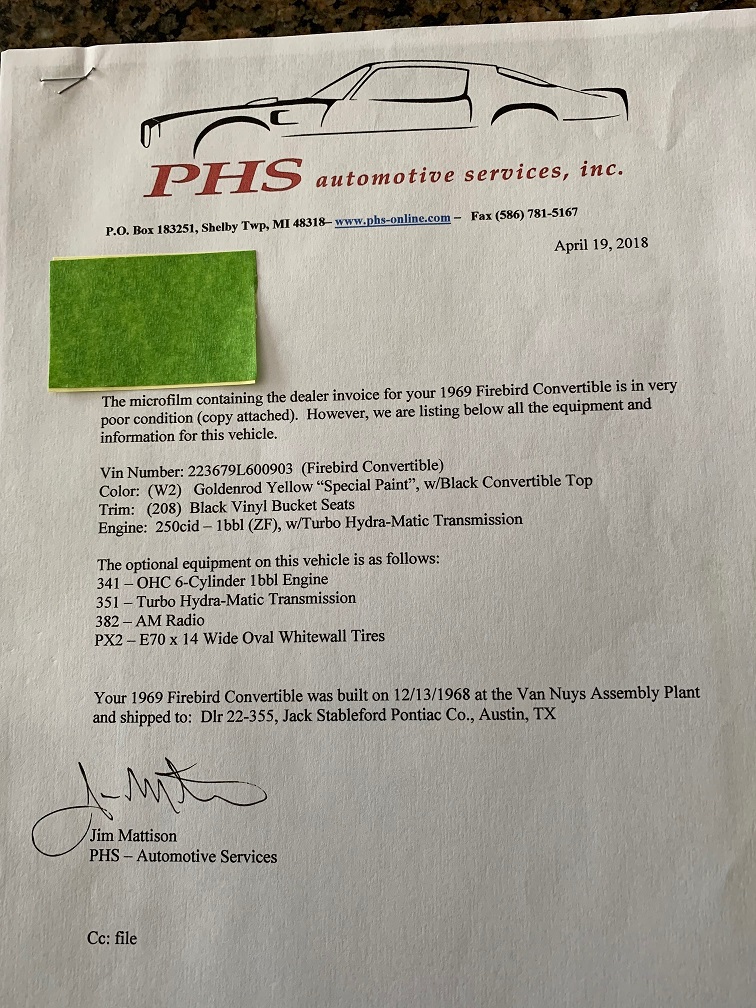 PHS automotive services, inc.
P.O. Box 183251, Shelby Twp, MI 48318– www.phs-online.com – Fax (586) 781-5167
April 19, 2018
The microfilm containing the dealer invoice for your 1969 Firebird Convertible is in very
poor condition (copy attached). However, we are listing below all the equipment and
information for this vehicle.
Vin Number: 223679L600903 (Firebird Convertible)
Color: (W2) Goldenrod Yellow “Special Paint”, w/Black Convertible Top
Trim: (208) Black Vinyl Bucket Seats
Engine: 250cid – 1bbl (ZF), w/Turbo Hydra-Matic Transmission
The optional equipment on this vehicle is as follows:
341 – OHC 6-Cylinder 1bbl Engine
351 – Turbo Hydra-Matic Transmission
382 – AM Radio
PX2 – E70 x 14 Wide Oval Whitewall Tires
Your 1969 Firebird Convertible was built on 12/13/1968 at the Van Nuys Assembly Plant
and shipped to: Dlr 22-355, Jack Stableford Pontiac Co., Austin, TX
Jim Mattison
PHS – Automotive Services
Cc: file